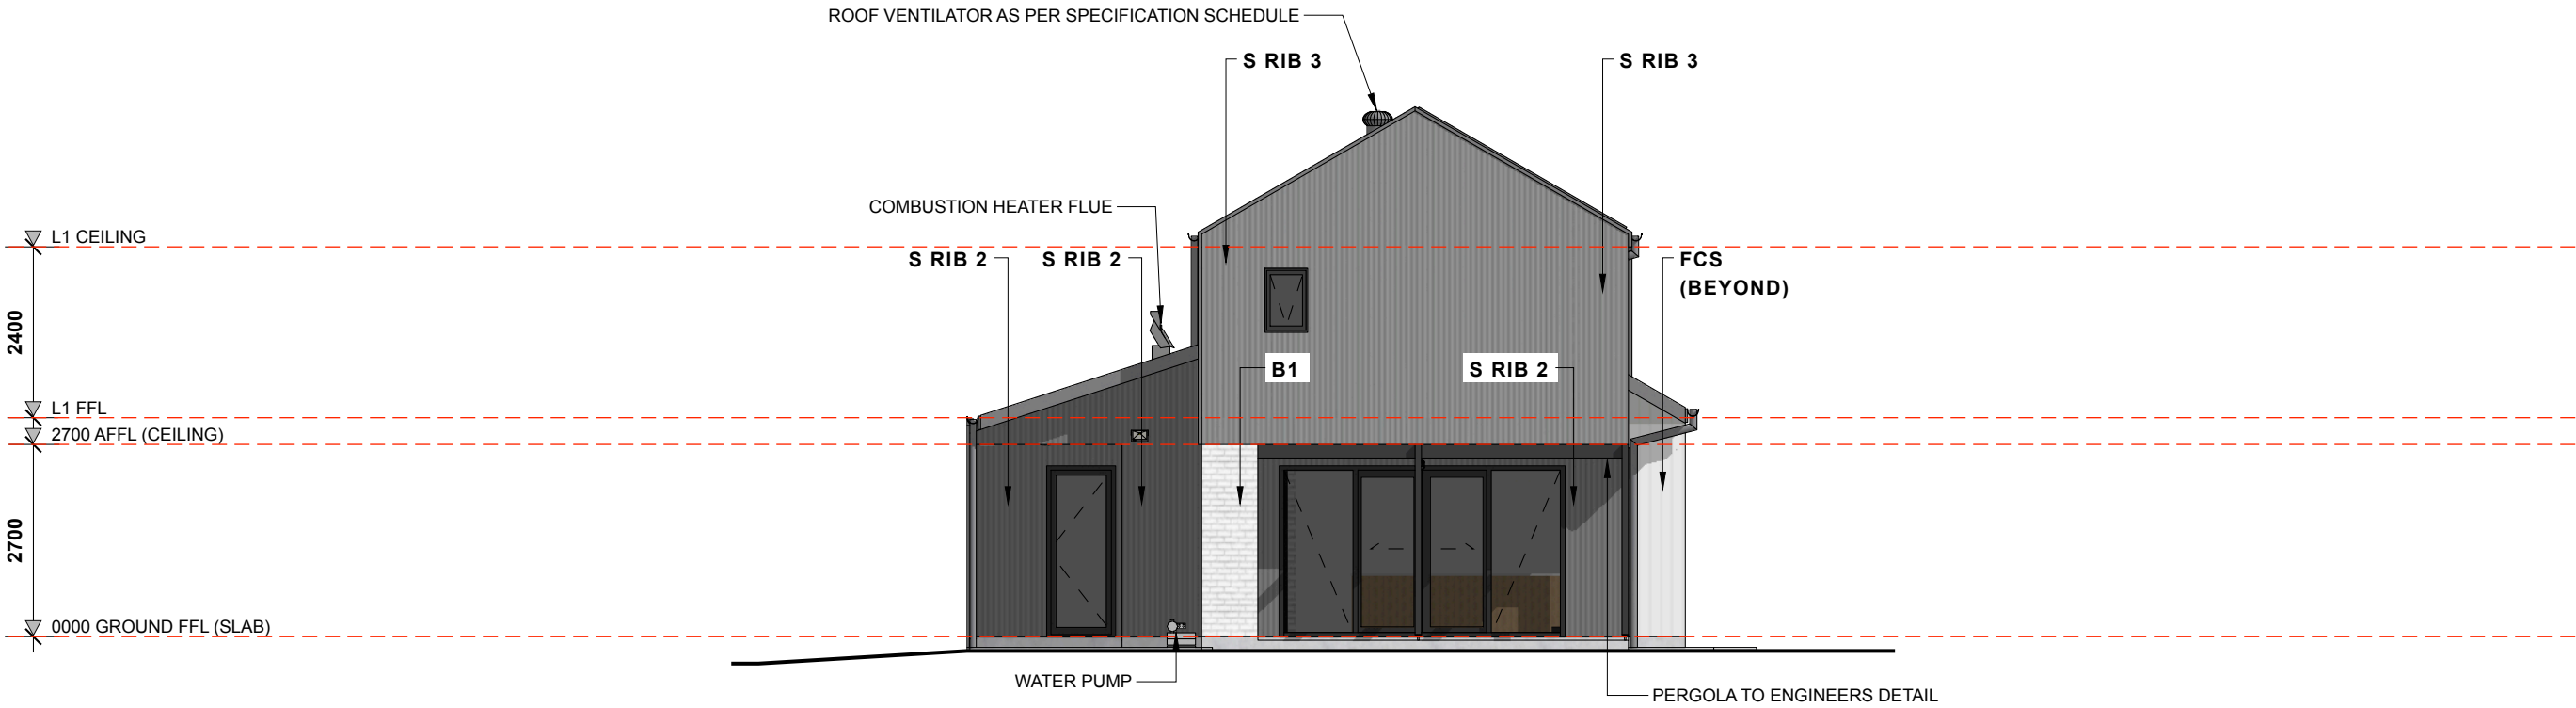 ROOF VENTILATOR AS PER SPECIFICATION SCHEDULE
S RIB 3
S RIB 3
COMBUSTION HEATER FLUE
L1 CEILING
S RIB 2
S RIB 2
FCS
(BEYOND)
2400
B1
S RIB 2
L1 FFL
2700 AFFL (CEILING)
2700
0000 GROUND FFL (SLAB)
WATER PUMP
PERGOLA TO ENGINEERS DETAIL